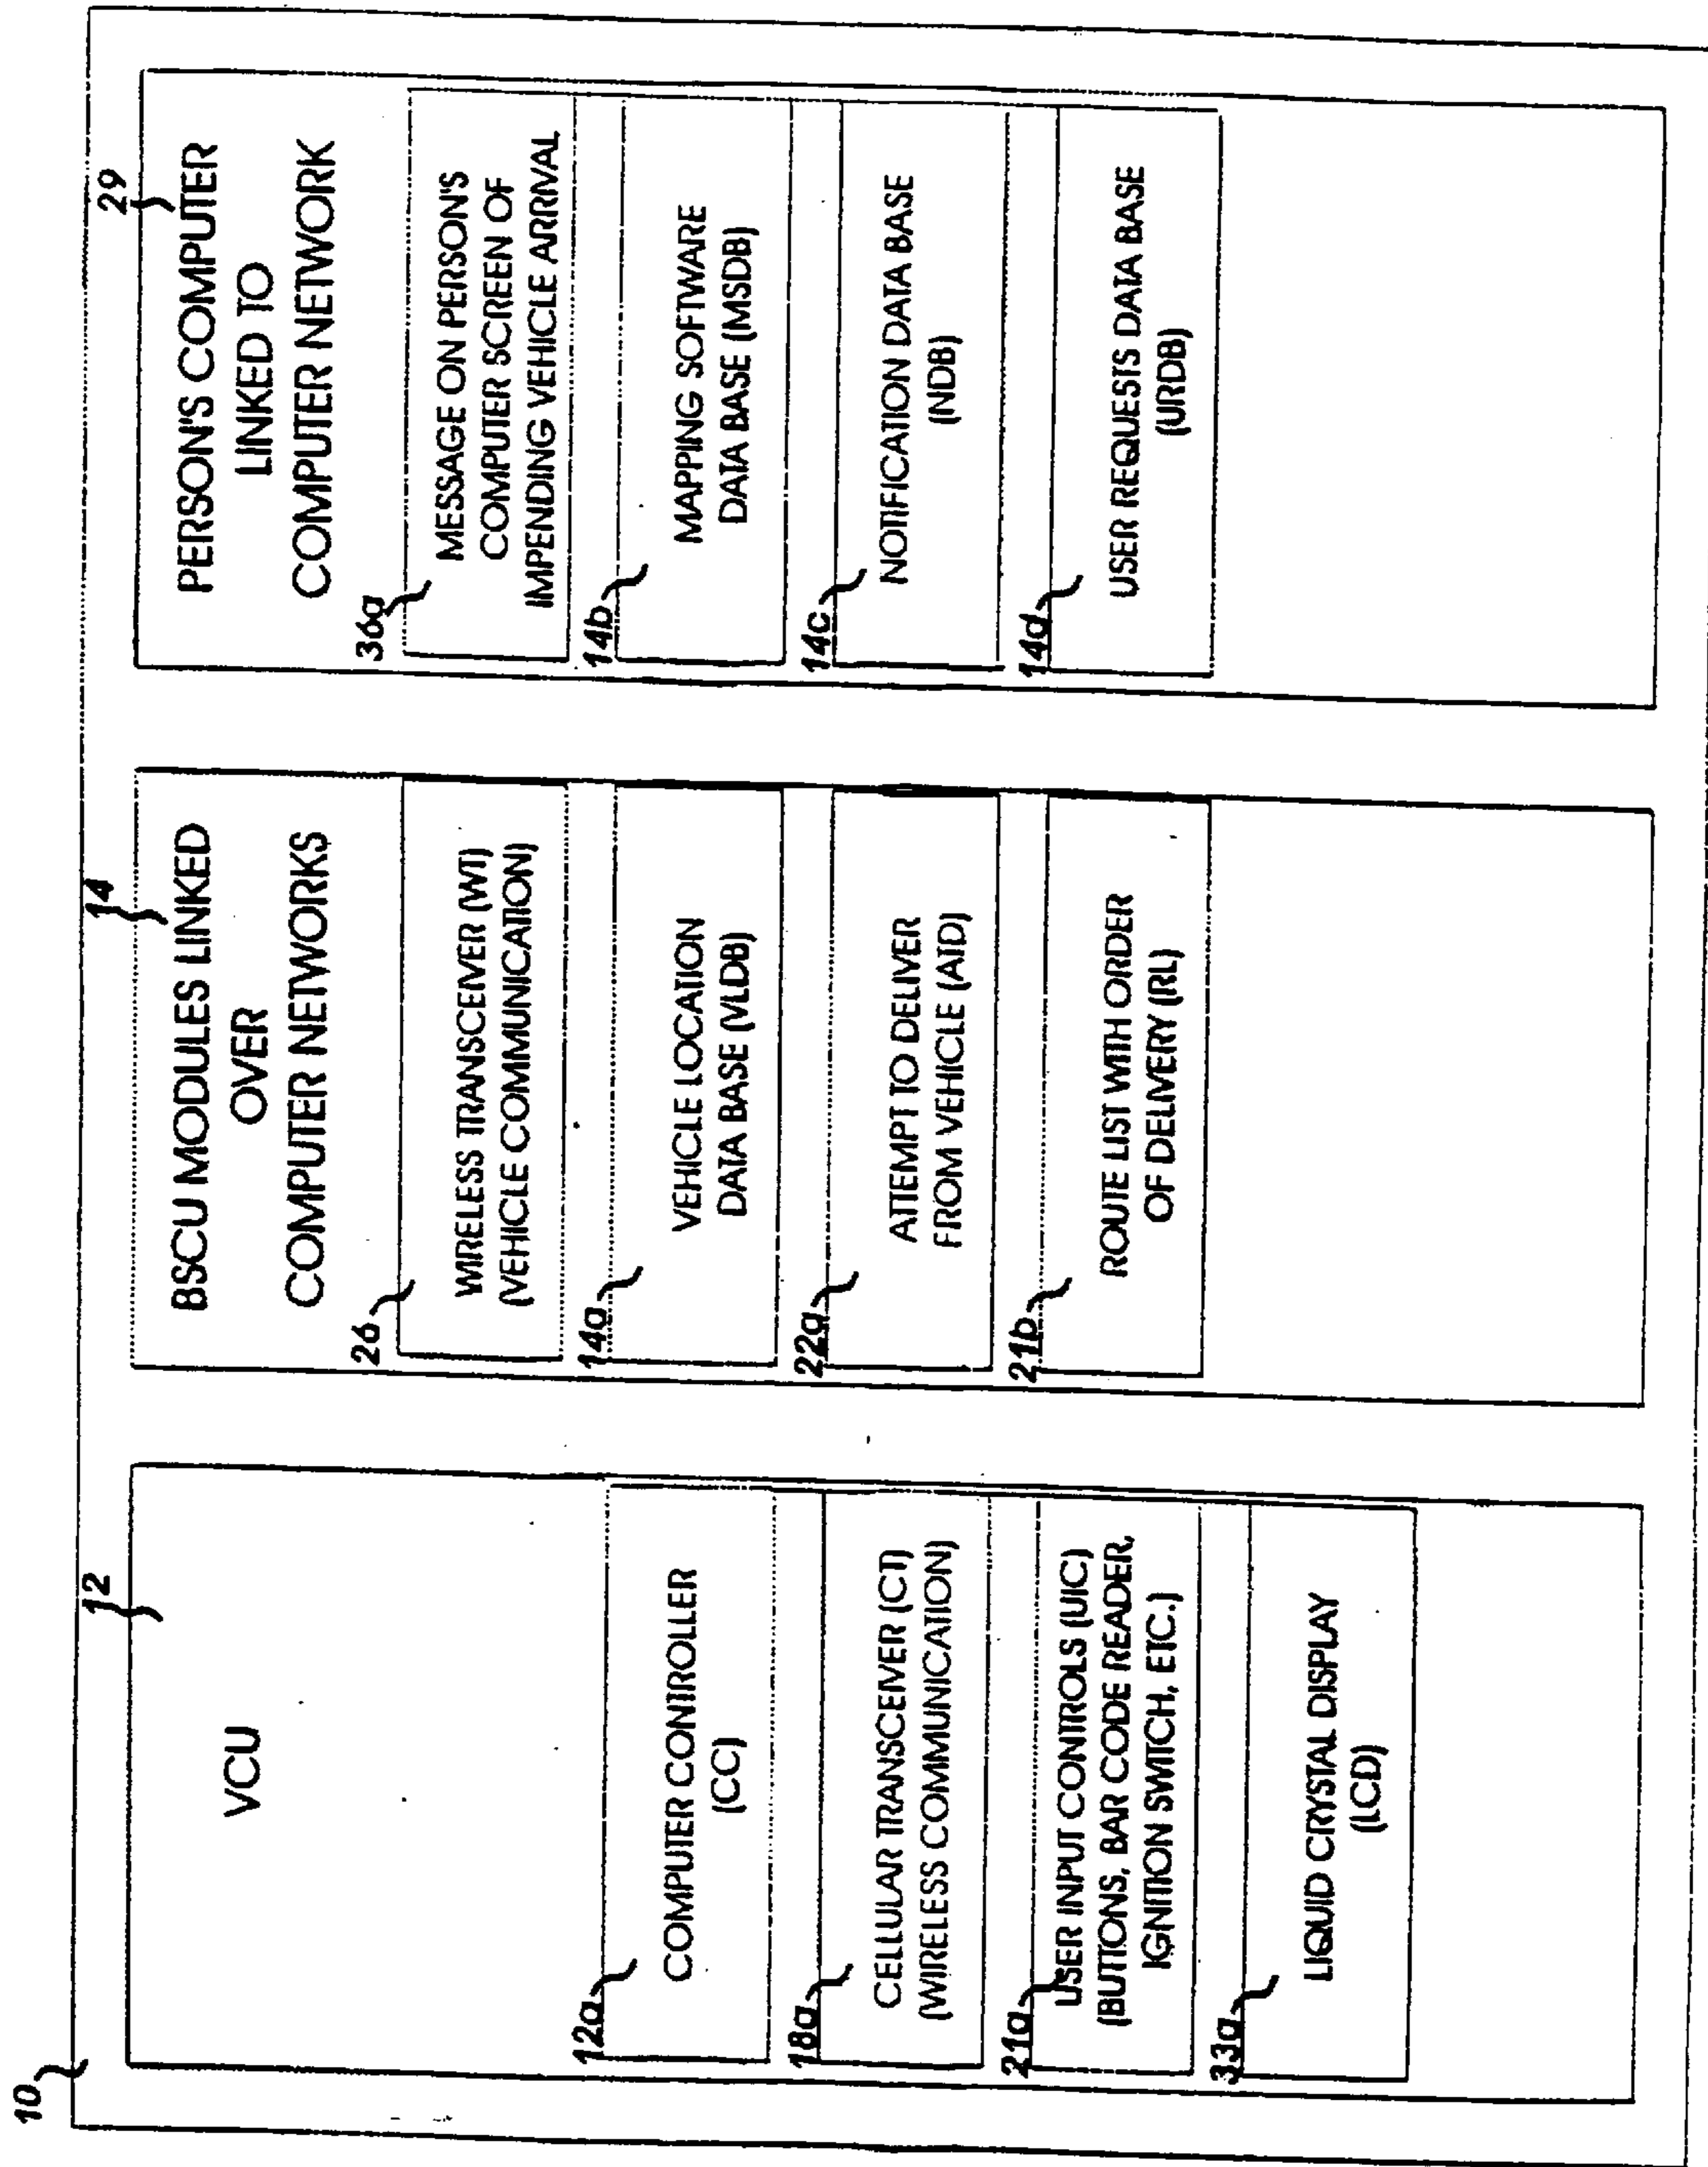 10
12
VCU
12a
COMPUTER CONTROLLER
(CC)
18a
CELLULAR TRANSCEIVER (CT)
(WIRELESS COMMUNICATION)
21a
USER INPUT CONTROLS (UIC)
(BUTTONS, BAR CODE READER,
IGNITION SWITCH, ETC.)
33a
LIQUID CRYSTAL DISPLAY
(LCD)
14
BSCU MODULES LINKED
OVER
COMPUTER NETWORKS
26
WIRELESS TRANSCEIVER (WT)
(VEHICLE COMMUNICATION)
14a
VEHICLE LOCATION
DATA BASE (VLDB)
22a
ATTEMPT TO DELIVER
FROM VEHICLE (ATD)
21b
ROUTE LIST WITH ORDER
OF DELIVERY (RL)
29
PERSON'S COMPUTER
LINKED TO
COMPUTER NETWORK
36a
MESSAGE ON PERSON'S
COMPUTER SCREEN OF
IMPENDING VEHICLE ARRIVAL
14b
MAPPING SOFTWARE
DATA BASE (MSDB)
14c
NOTIFICATION DATA BASE
(NDB)
14d
USER REQUESTS DATA BASE
(URDB)